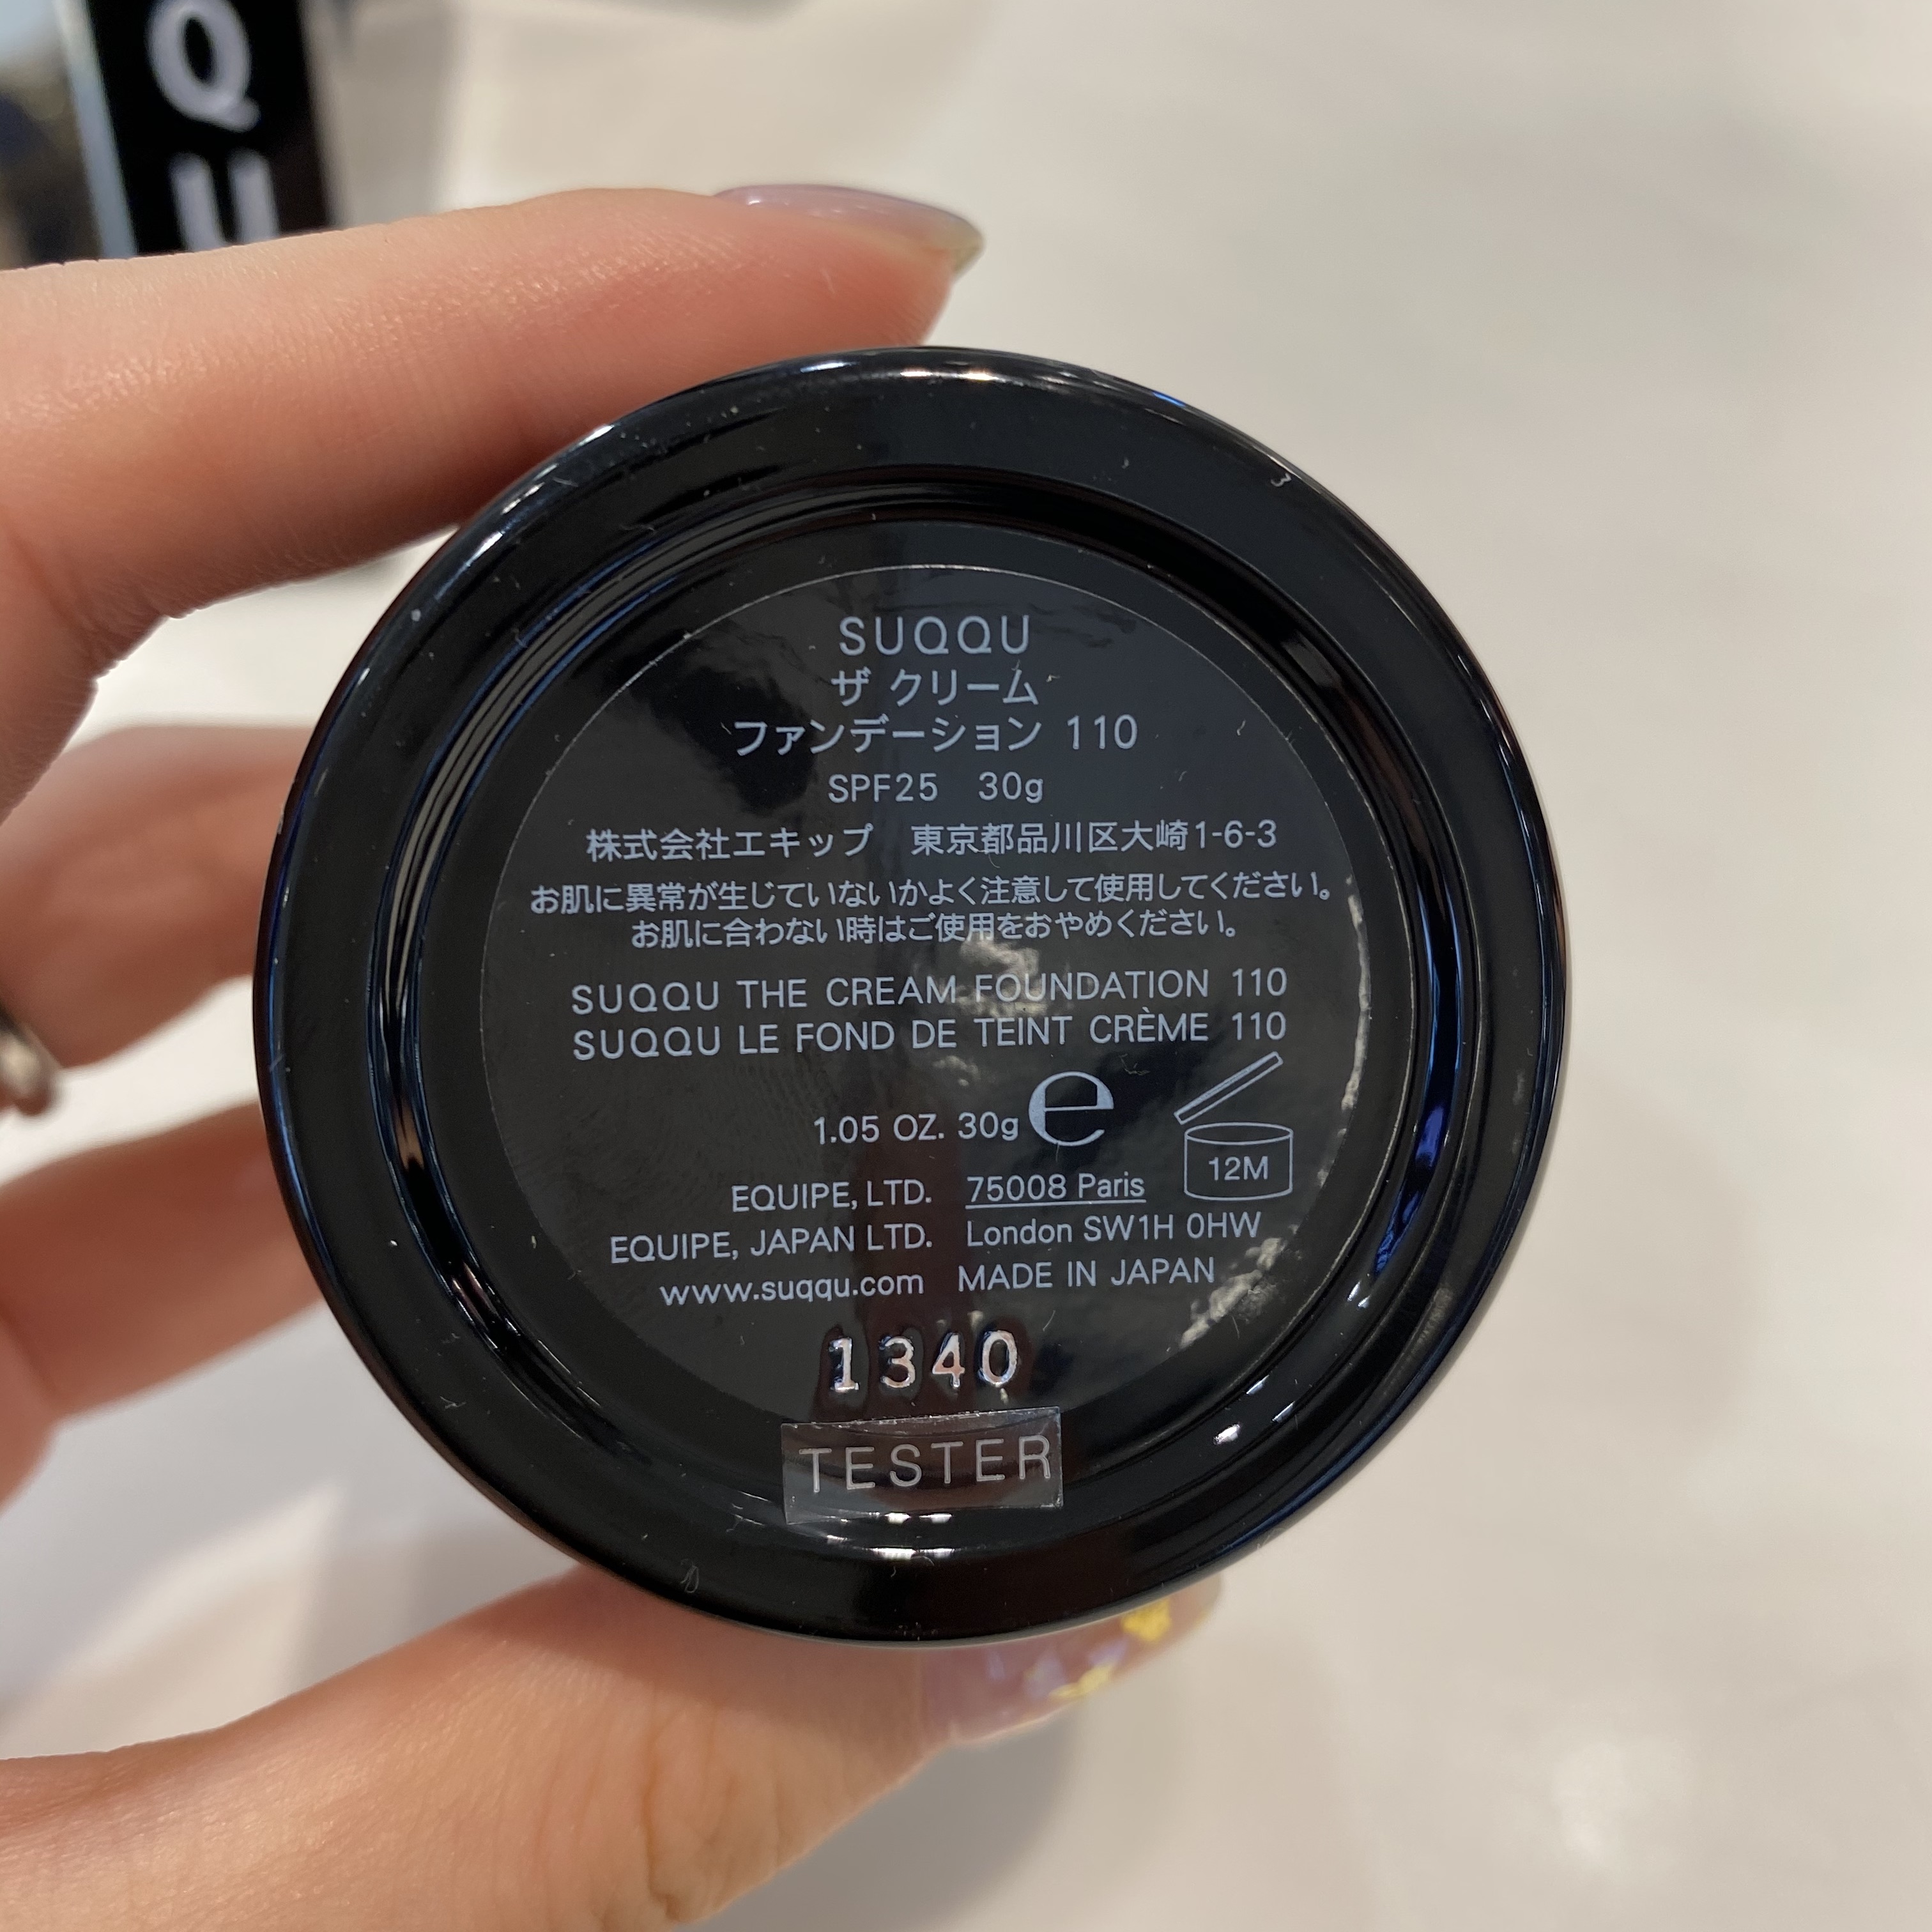 Q
U
SUQQU
ザ クリーム
ファンデーション 110
SPF25 30g
株式会社エキップ 東京都品川区大崎1-6-3
お肌に異常が生じていないかよく注意して使用してください。
お肌に合わない時はご使用をおやめください。
SUQQU THE CREAM FOUNDATION 110
SUQQU LE FOND DE TEINT CRÈME 110
1.05 OZ. 30g e
12M
EQUIPE, LTD. 75008 Paris
EQUIPE, JAPAN LTD. London SW1H 0HW
www.suqqu.com MADE IN JAPAN
1340
TESTER